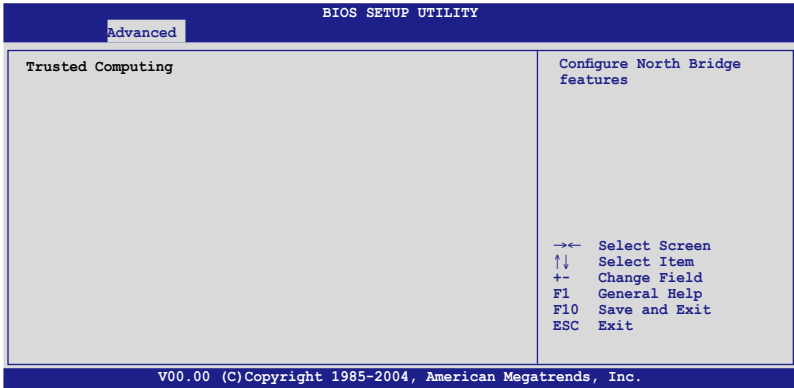 BIOS SETUP UTILITY
Advanced
Trusted Computing
Configure North Bridge
features
→← Select Screen
↑↓ Select Item
+- Change Field
F1 General Help
F10 Save and Exit
ESC Exit
V00.00 (C)Copyright 1985-2004, American Megatrends, Inc.